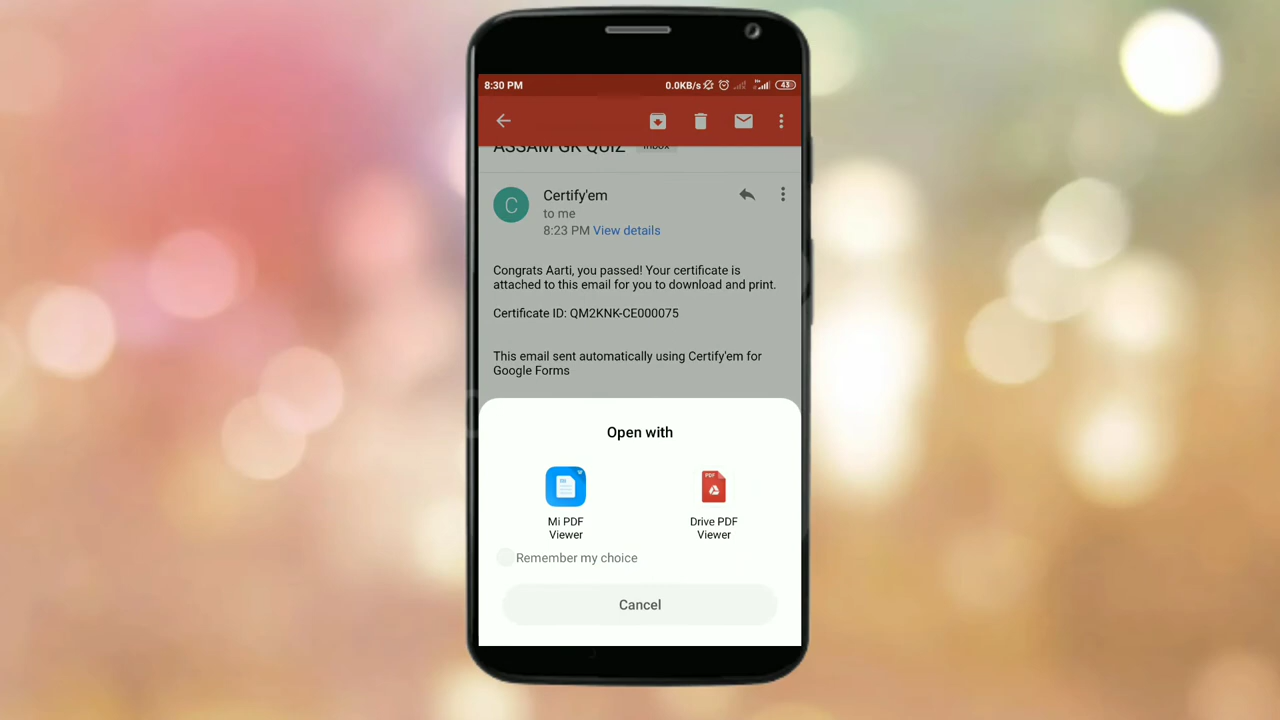 8:30 PM
0.0KB/s
43
ASSAM GK QUIZ Inbox
C
Certify'em
to me
8:23 PM View details
Congrats Aarti, you passed! Your certificate is
attached to this email for you to download and print.
Certificate ID: QM2KNK-CE000075
This email sent automatically using Certify'em for
Google Forms
Open with
PDF
Mi PDF
Viewer
Drive PDF
Viewer
Remember my choice
Cancel